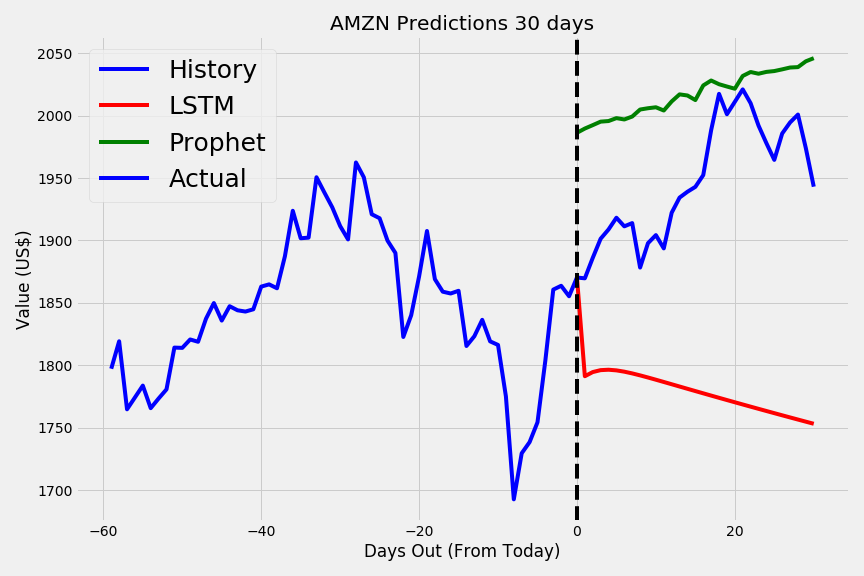 AMZN Predictions 30 days
History
LSTM
Prophet
Actual
Value (US$)
2050
2000
1950
1900
1850
1800
1750
1700
−60
−40
−20
0
20
Days Out (From Today)